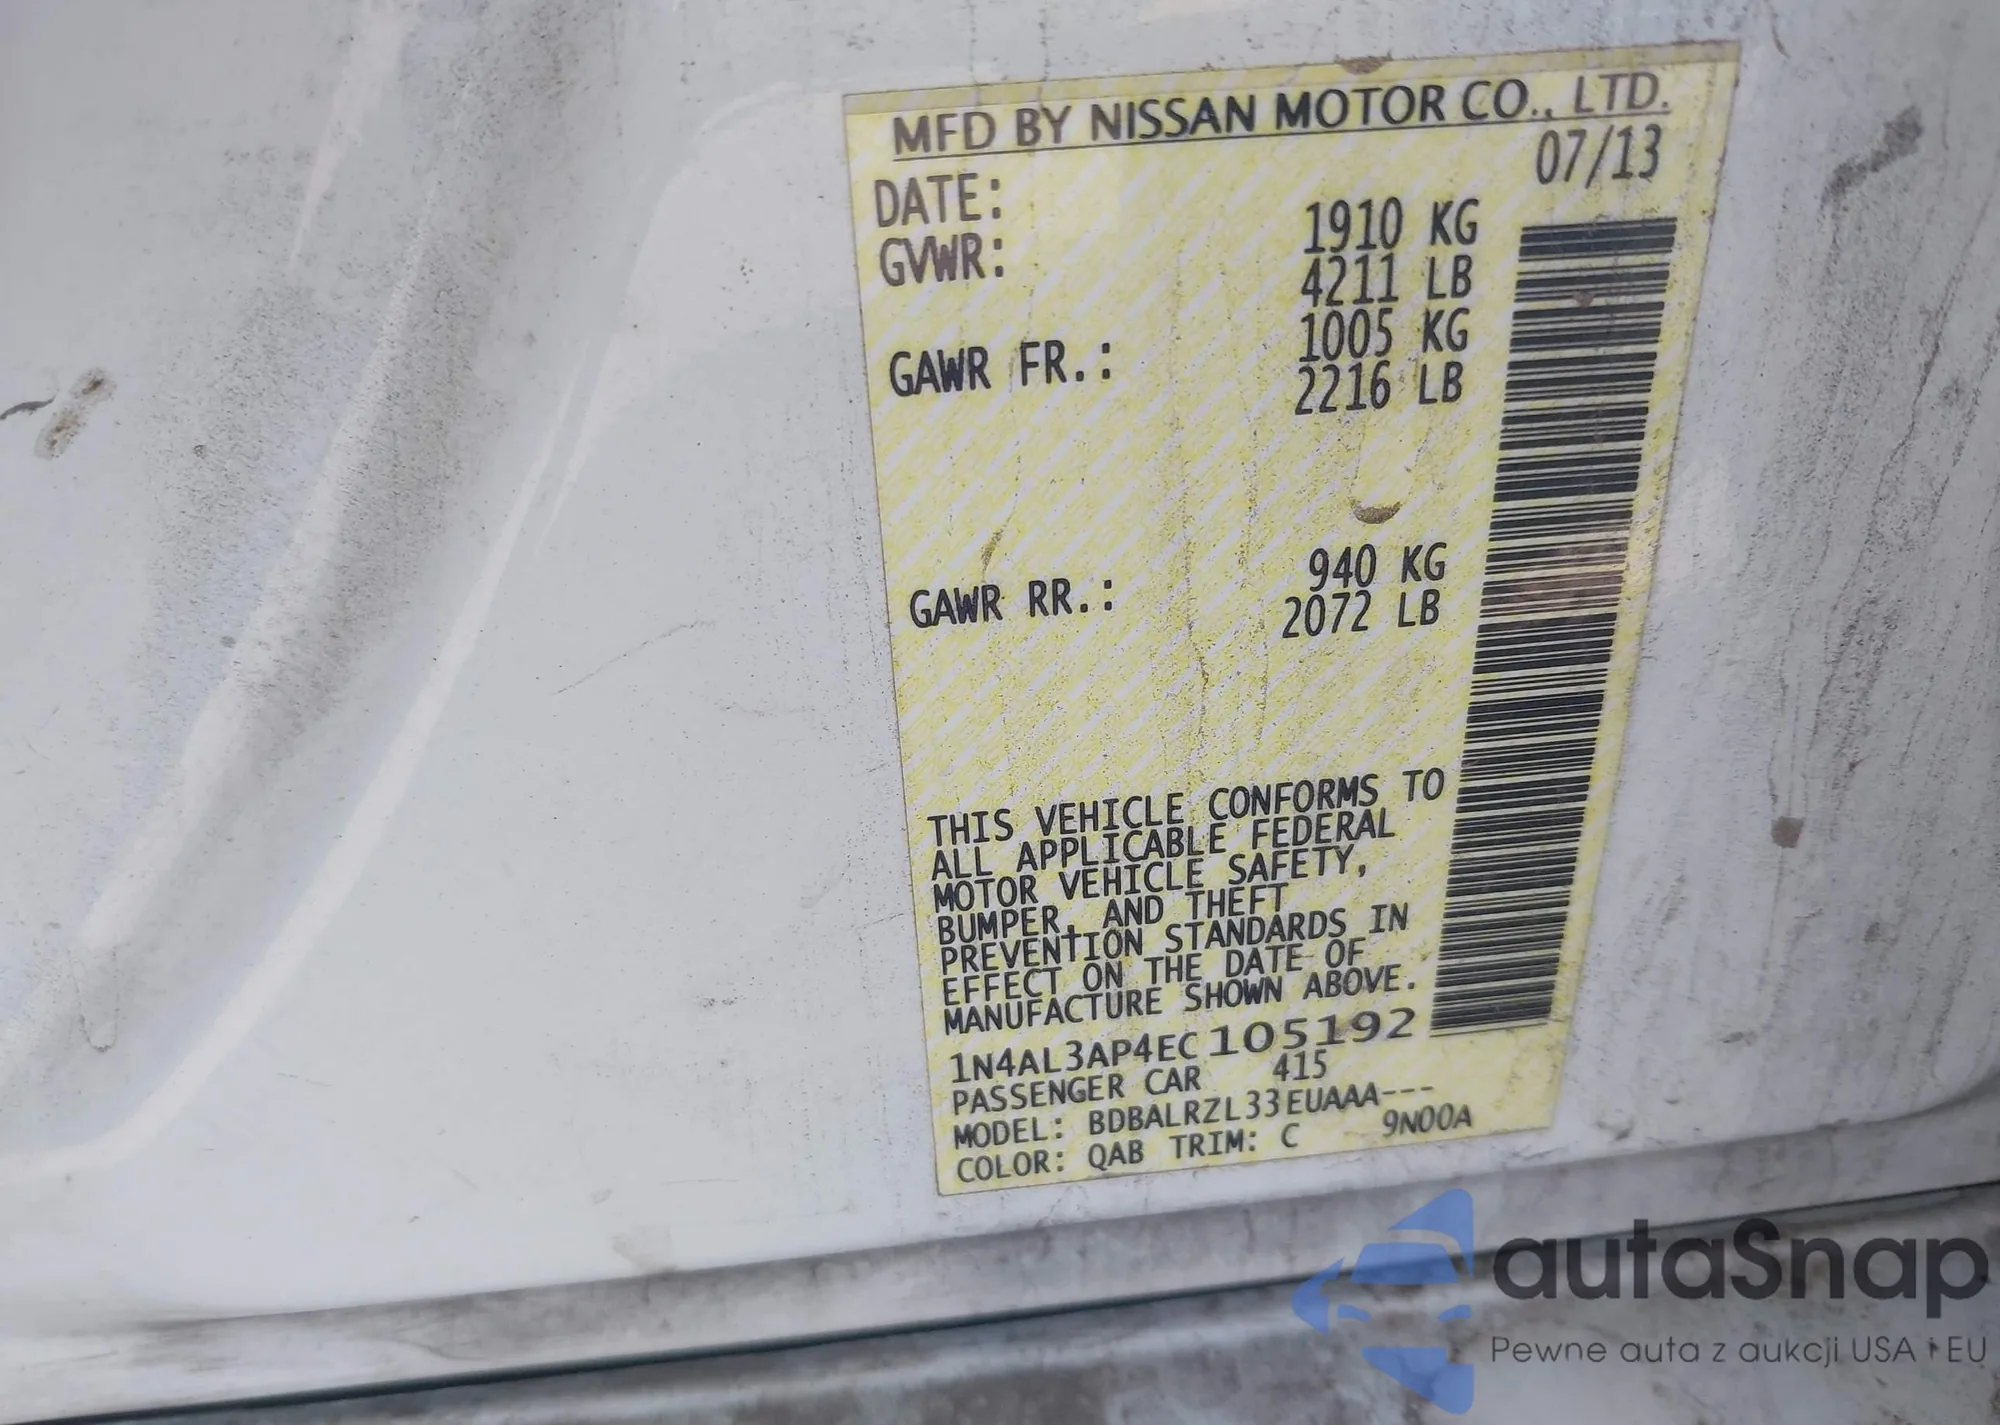 MFD BY NISSAN MOTOR CO., LTD.
DATE: 07/13
GVWR: 1910 KG
4211 LB
GAWR FR.: 1005 KG
2216 LB
GAWR RR.: 940 KG
2072 LB
THIS VEHICLE CONFORMS TO
ALL APPLICABLE FEDERAL
MOTOR VEHICLE SAFETY,
BUMPER, AND THEFT
PREVENTION STANDARDS IN
EFFECT ON THE DATE OF
MANUFACTURE SHOWN ABOVE.
1N4AL3AP4EC105192
PASSENGER CAR 415
MODEL: BDBALRZL33EUAAA---
COLOR: QAB TRIM: C 9N00A
autaSnap
Pewne auta z aukcji USA i EU